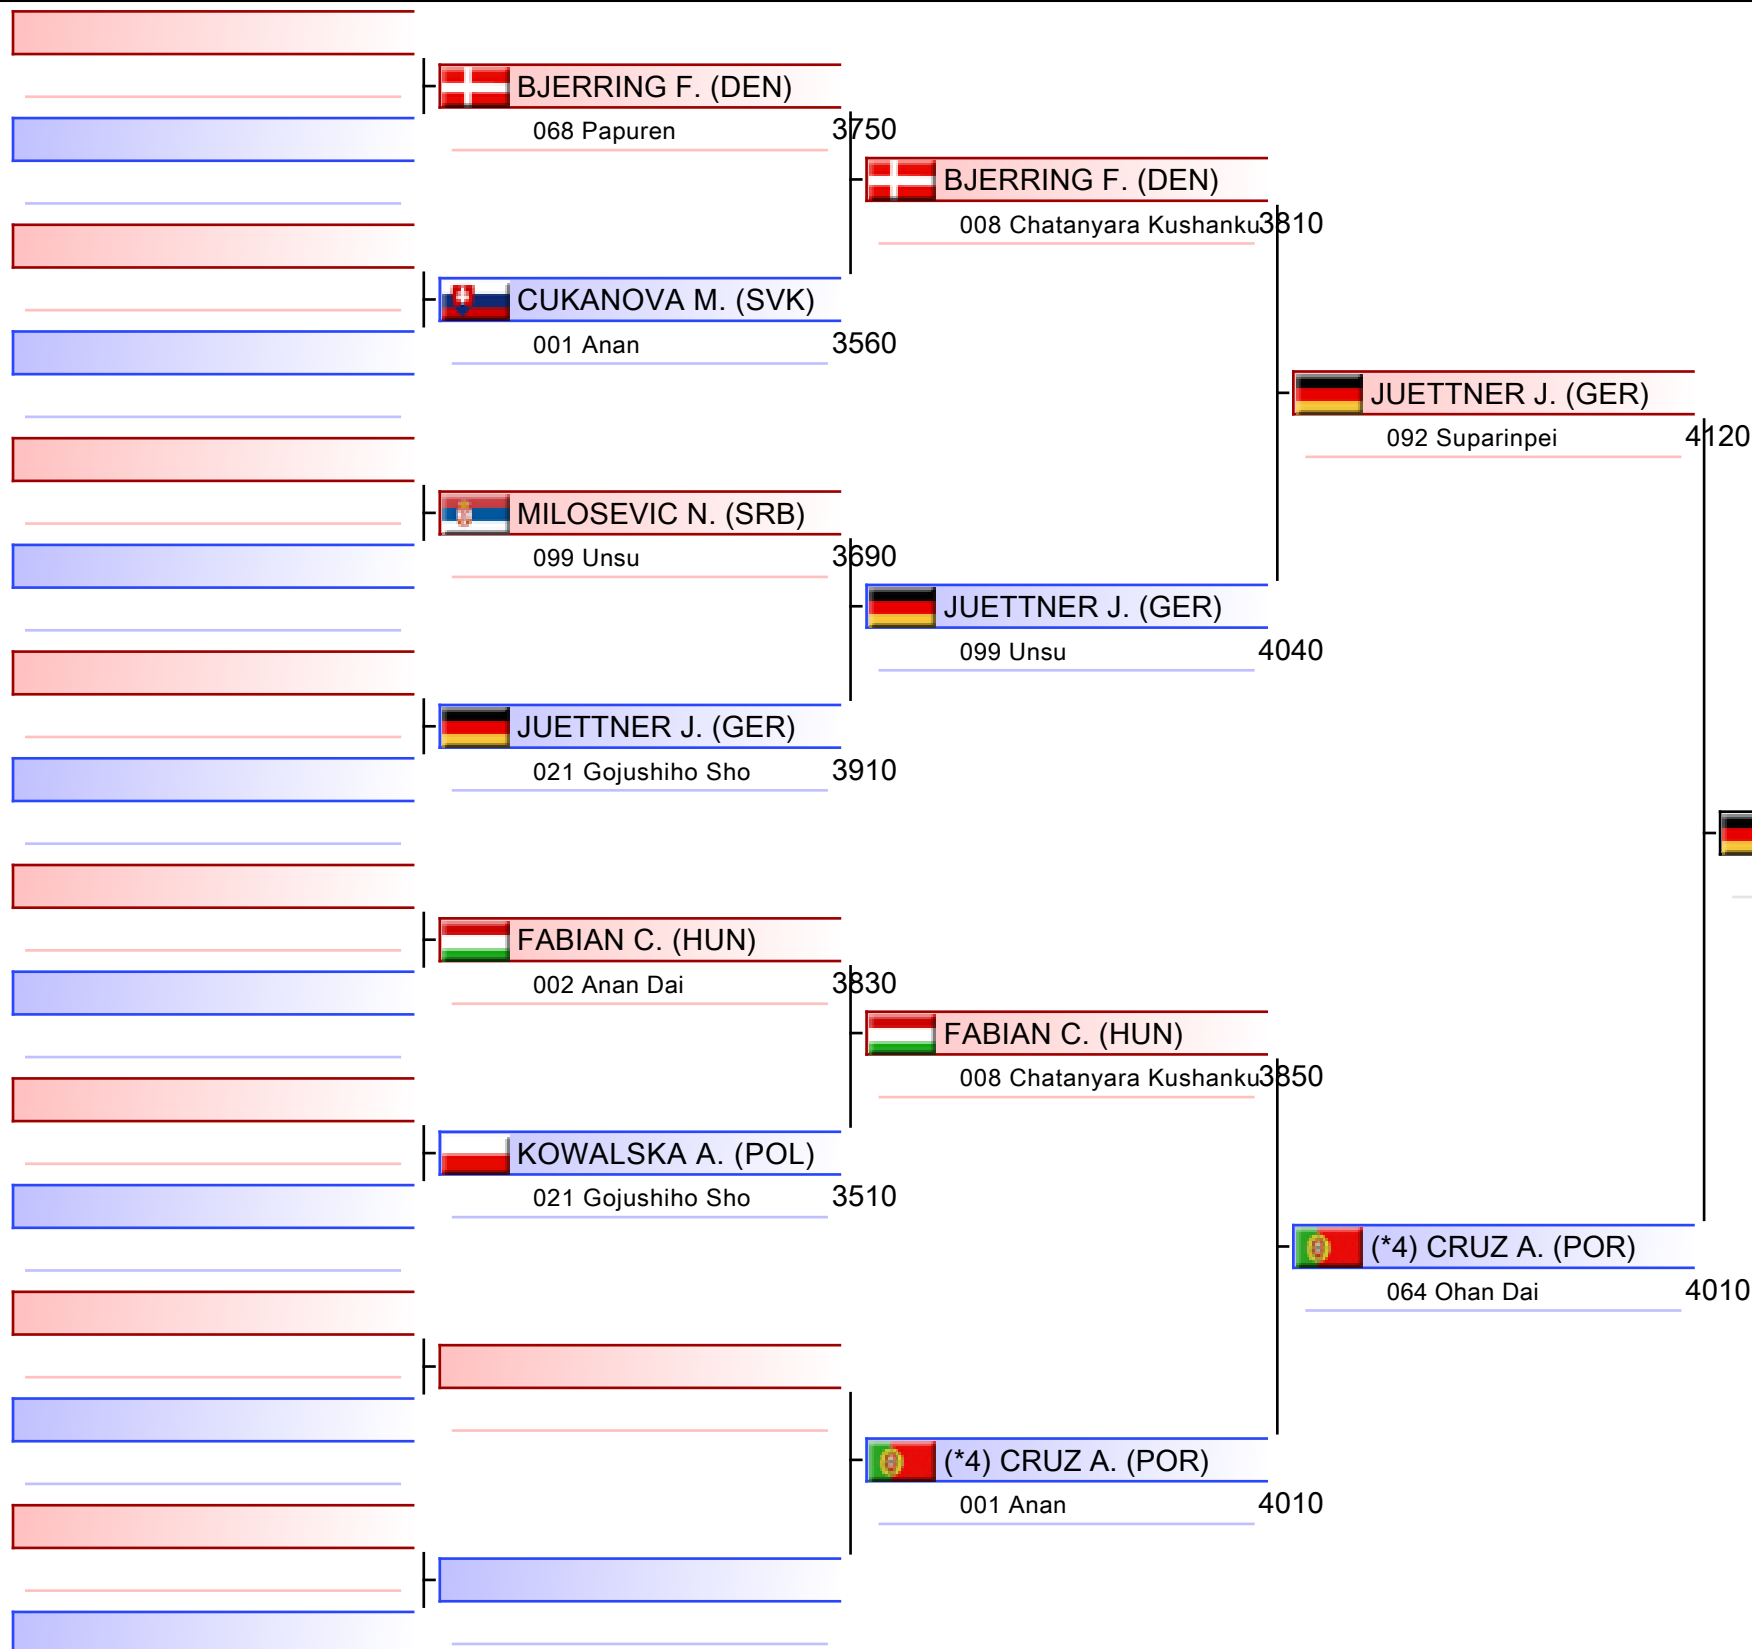 BJERRING F. (DEN)
068 Papuren 3750
CUKANOVA M. (SVK)
001 Anan 3560
MILOSEVIC N. (SRB)
099 Unsu 3690
JUETTNER J. (GER)
021 Gojushiho Sho 3910
FABIAN C. (HUN)
002 Anan Dai 3830
KOWALSKA A. (POL)
021 Gojushiho Sho 3510
BJERRING F. (DEN)
008 Chatanyara Kushanku 3810
JUETTNER J. (GER)
099 Unsu 4040
FABIAN C. (HUN)
008 Chatanyara Kushanku 3850
(*4) CRUZ A. (POR)
001 Anan 4010
JUETTNER J. (GER)
092 Suparinpei 4120
(*4) CRUZ A. (POR)
064 Ohan Dai 4010